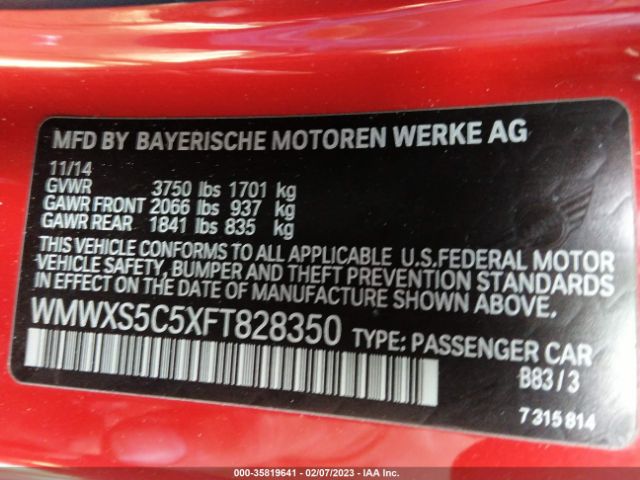 MFD BY BAYERISCHE MOTOREN WERKE AG
11/14
GVWR 3750 lbs 1701 kg
GAWR FRONT 2066 lbs 937 kg
GAWR REAR 1841 lbs 835 kg
THIS VEHICLE CONFORMS TO ALL APPLICABLE U.S.FEDERAL MOTOR
VEHICLE SAFETY, BUMPER AND THEFT PREVENTION STANDARDS
IN EFFECT ON THE DATE OF MANUFACTURE SHOWN ABOVE.
WMWXS5C5XFT828350 TYPE: PASSENGER CAR
B83/3
7315814
000-35819641 - 02/07/2023 - IAA Inc.